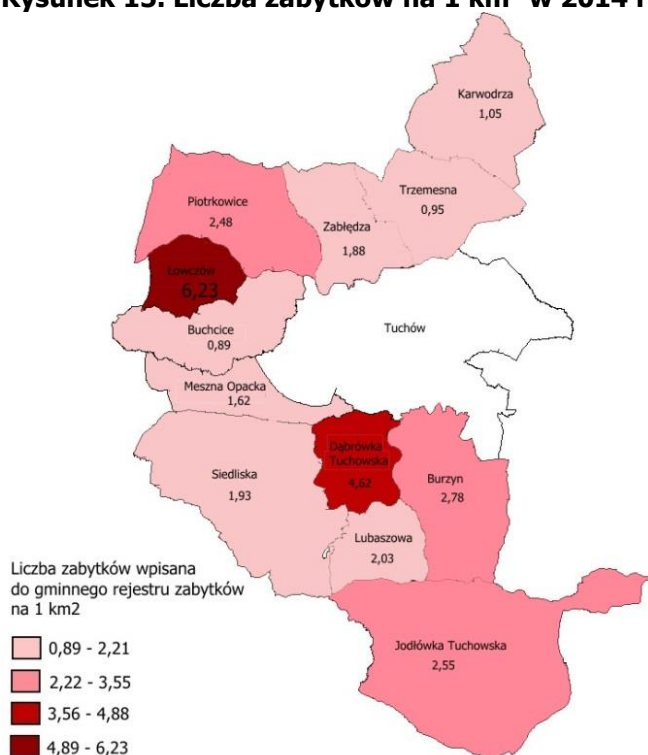 Rysunek 15. Liczba zabytków na 1 km² w 2014 r
Karwodrza
1,05
Trzemesna
0,95
Piotrkowice
2,48
Zabłędza
1,88
Łowczów
6,23
Buchcice
0,89
Tuchów
Meszna Opacka
1,62
Dąbrówka
Tuchowska
4,62
Siedliska
1,93
Burzyn
2,78
Lubaszowa
2,03
Jodłówka Tuchowska
2,55
Liczba zabytków wpisana
do gminnego rejestru zabytków
na 1 km2
0,89 - 2,21
2,22 - 3,55
3,56 - 4,88
4,89 - 6,23